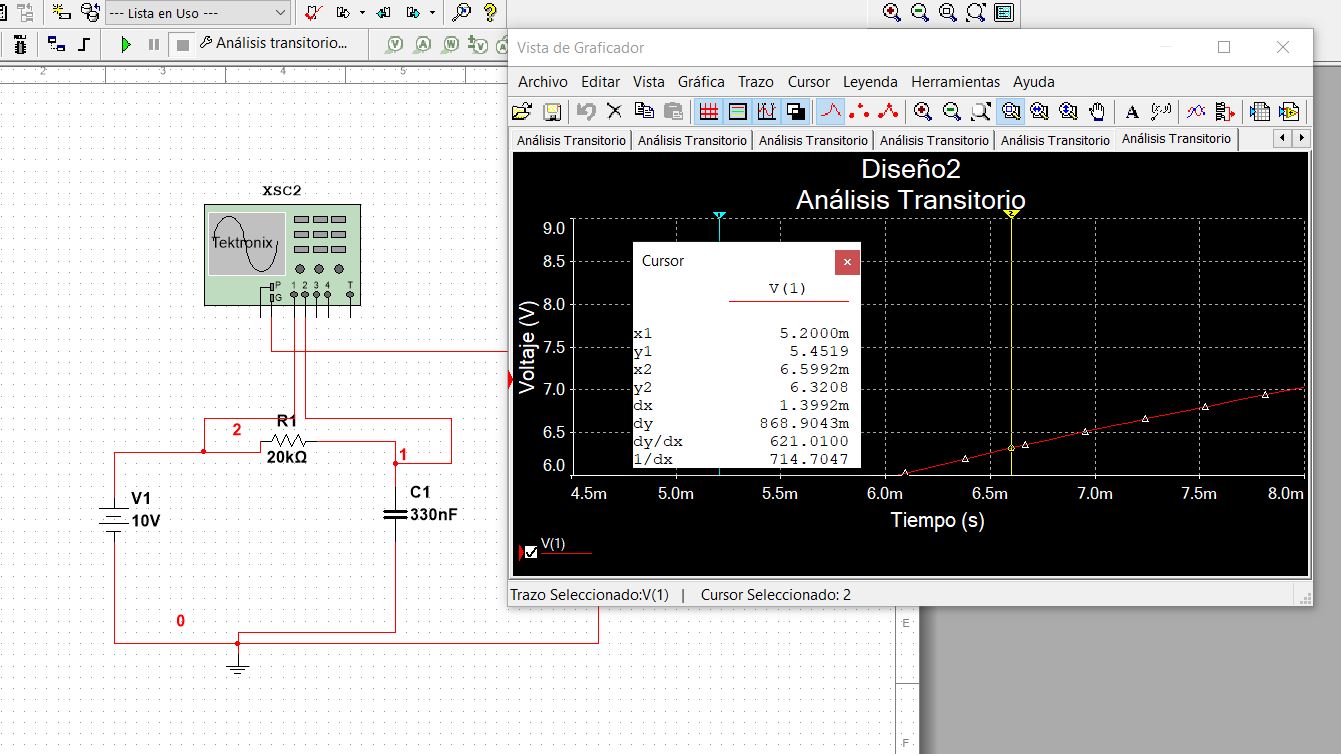 --- Lista en Uso ---
Análisis transitorio...
2
3
4
5
Vista de Graficador
Archivo Editar Vista Gráfica Trazo Cursor Leyenda Herramientas Ayuda
Análisis Transitorio Análisis Transitorio Análisis Transitorio Análisis Transitorio Análisis Transitorio Análisis Transitorio
Diseño2
Análisis Transitorio
Voltaje (V)
9.0
8.5
8.0
7.5
7.0
6.5
6.0
4.5m 5.0m 5.5m 6.0m 6.5m 7.0m 7.5m 8.0m
Tiempo (s)
V(1)
Cursor
V(1)
x1 5.2000m
y1 5.4519
x2 6.5992m
y2 6.3208
dx 1.3992m
dy 868.9043m
dy/dx 621.0100
1/dx 714.7047
Trazo Seleccionado:V(1) | Cursor Seleccionado: 2
XSC2
Tektronix
P
G
1 2 3 4 T
R1
2
20kΩ
1
V1
10V
C1
330nF
0
E
F